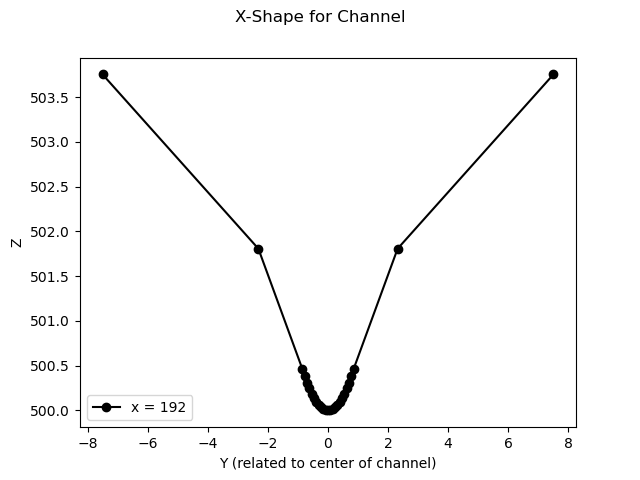 X-Shape for Channel
Z
503.5
503.0
502.5
502.0
501.5
501.0
500.5
500.0
x = 192
−8 −6 −4 −2 0 2 4 6 8
Y (related to center of channel)